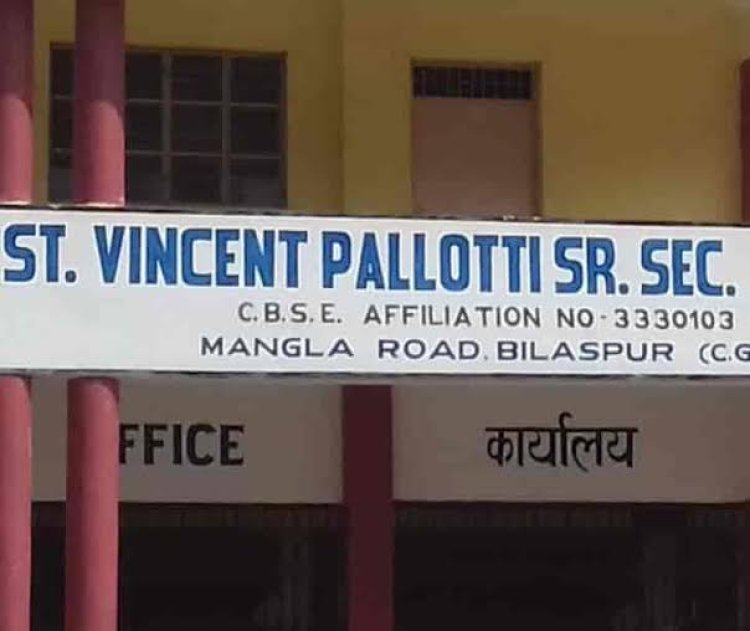 ST. VINCENT PALLOTTI SR. SEC.
C.B.S.E. AFFILIATION NO - 3330103
MANGLA ROAD, BILASPUR (C.G
FFICE
कार्यालय